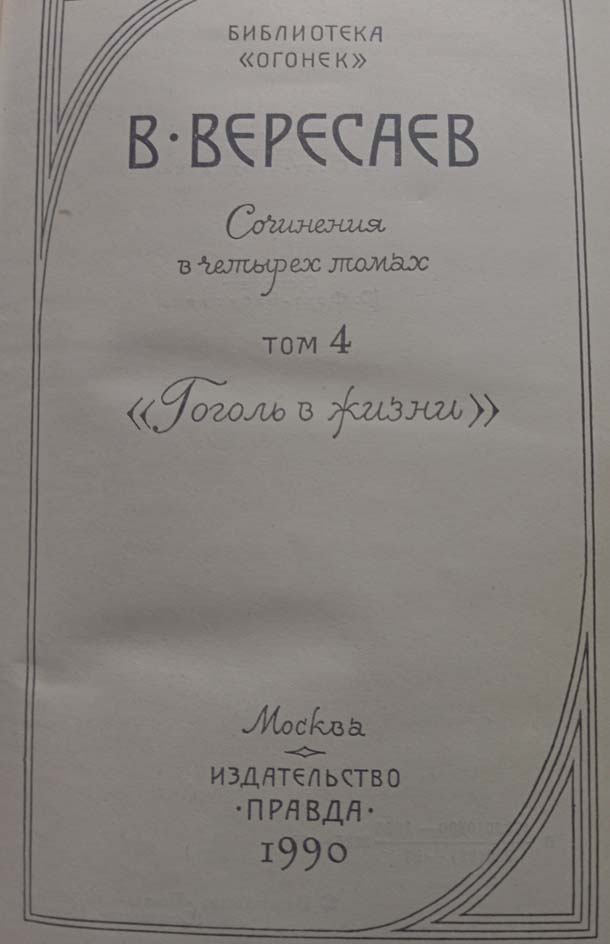 БИБЛИОТЕКА
«ОГОНЕК»
В·ВЕРЕСАЕВ
Сочинения
в четырех томах
ТОМ 4
«Гоголь в жизни»
Москва
ИЗДАТЕЛЬСТВО
·ПРАВДА·
1990